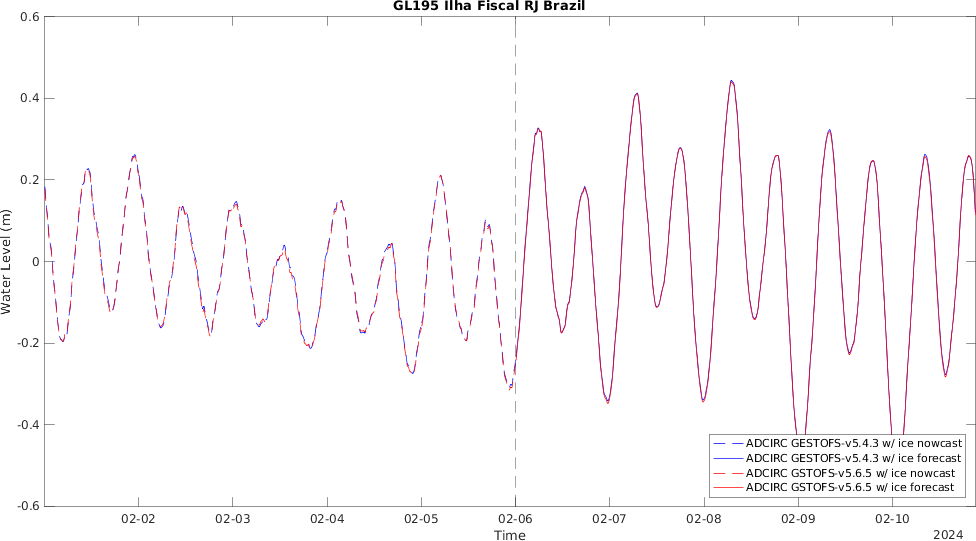 GL195 Ilha Fiscal RJ Brazil
0.6
0.4
0.2
0
-0.2
-0.4
-0.6
Water Level (m)
ADCIRC GESTOFS-v5.4.3 w/ ice nowcast
ADCIRC GESTOFS-v5.4.3 w/ ice forecast
ADCIRC GSTOFS-v5.6.5 w/ ice nowcast
ADCIRC GSTOFS-v5.6.5 w/ ice forecast
02-02 02-03 02-04 02-05 02-06 02-07 02-08 02-09 02-10
Time
2024